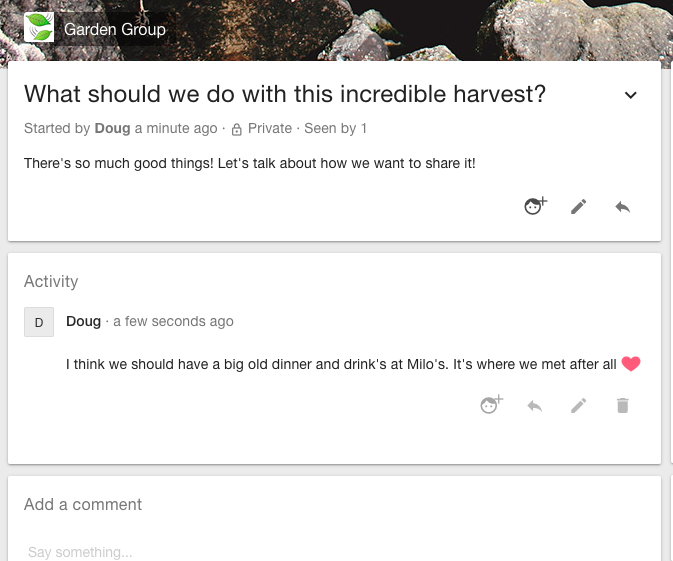 Garden Group
What should we do with this incredible harvest?
Started by Doug a minute ago · Private · Seen by 1
There's so much good things! Let's talk about how we want to share it!
Activity
D
Doug · a few seconds ago
I think we should have a big old dinner and drink's at Milo's. It's where we met after all
Add a comment
Say something...